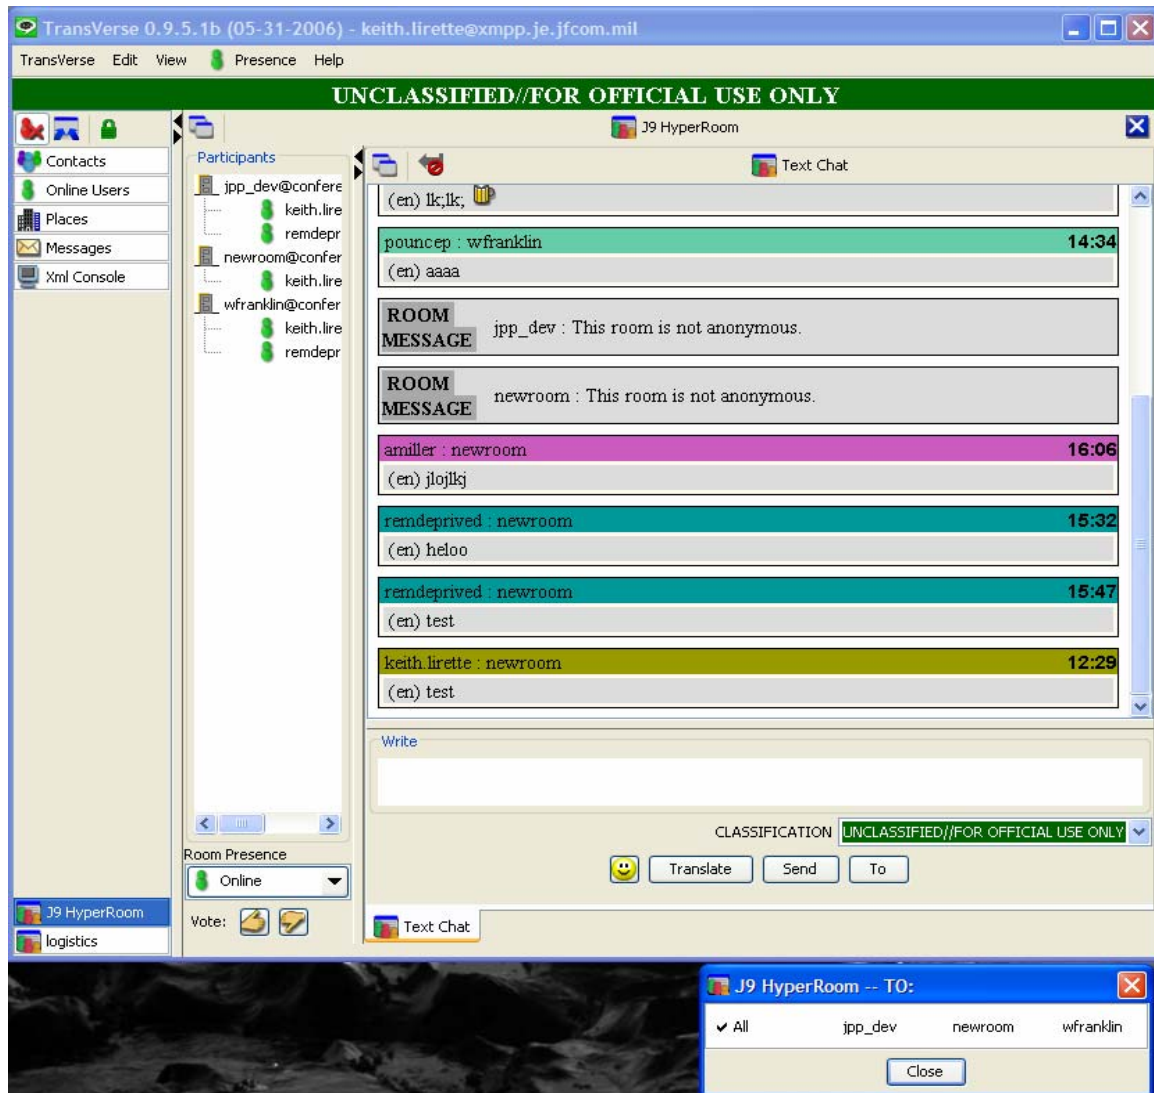 TransVerse 0.9.5.1b (05-31-2006) - keith.lirette@xmpp.je.jfcom.mil
TransVerse Edit View Presence Help
UNCLASSIFIED//FOR OFFICIAL USE ONLY
J9 HyperRoom
Contacts
Online Users
Places
Messages
Xml Console
J9 HyperRoom
logistics
Participants
jpp_dev@confere
keith.lire
remdepr
newroom@confer
keith.lire
wfranklin@confer
keith.lire
remdepr
Room Presence
Online
Vote:
Text Chat
(en) lk;lk;
pouncep : wfranklin 14:34
(en) aaaa
ROOM
MESSAGE
jpp_dev : This room is not anonymous.
ROOM
MESSAGE
newroom : This room is not anonymous.
amiller : newroom 16:06
(en) jlojlkj
remdeprived : newroom 15:32
(en) heloo
remdeprived : newroom 15:47
(en) test
keith.lirette : newroom 12:29
(en) test
Write
CLASSIFICATION UNCLASSIFIED//FOR OFFICIAL USE ONLY
Translate Send To
Text Chat
J9 HyperRoom -- TO:
All jpp_dev newroom wfranklin
Close